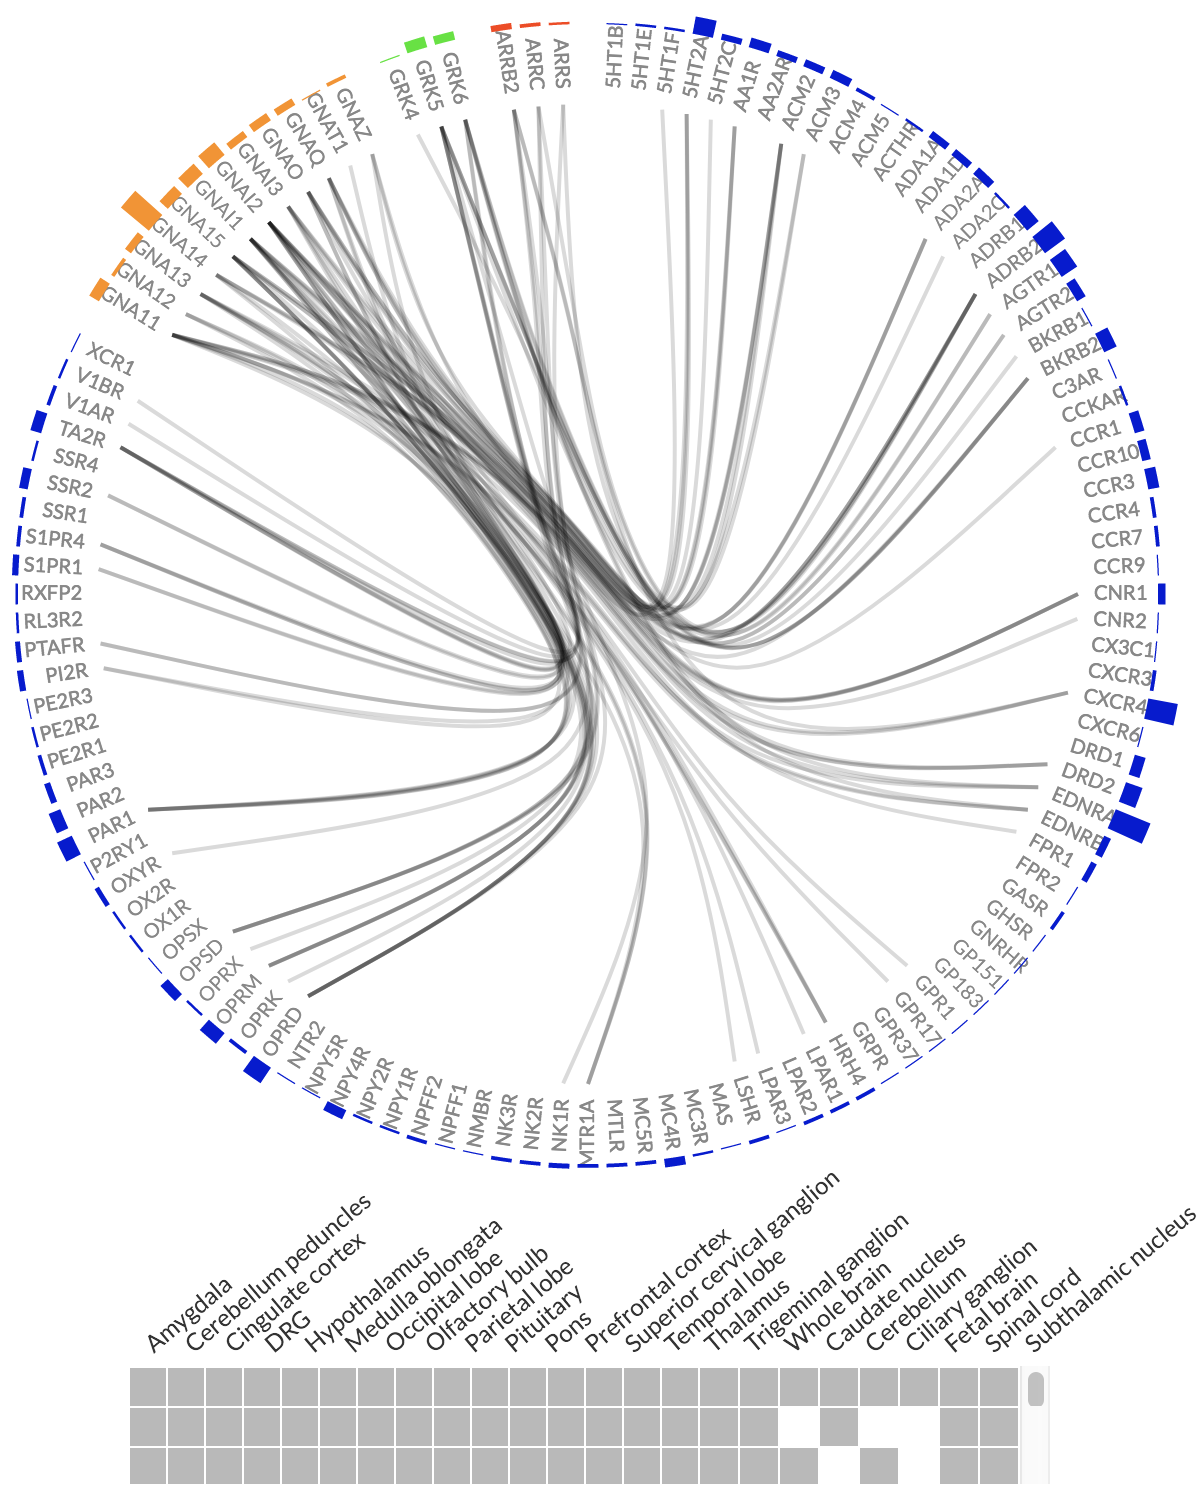 5HT1B
5HT1E
5HT1F
5HT2A
5HT2C
AA1R
AA2AR
ACM2
ACM3
ACM4
ACM5
ACTHR
ADA1A
ADA1D
ADA2A
ADA2C
ADRB1
ADRB2
AGTR1
AGTR2
BKRB1
BKRB2
C3AR
CCKAR
CCR1
CCR10
CCR3
CCR4
CCR7
CCR9
CNR1
CNR2
CX3C1
CXCR3
CXCR4
CXCR6
DRD1
DRD2
EDNRA
EDNRB
FPR1
FPR2
GASR
GHSR
GNRHR
GP151
GP183
GPR1
GPR17
GPR37
GRPR
HRH4
LPAR1
LPAR2
LPAR3
LSHR
MAS
MC3R
MC4R
MC5R
MTLR
MTR1A
NK1R
NK2R
NK3R
NMBR
NPFF1
NPFF2
NPY1R
NPY2R
NPY4R
NPY5R
NTR2
OPRD
OPRK
OPRM
OPRX
OPSD
OPSX
OX1R
OX2R
OXYR
P2RY1
PAR1
PAR2
PAR3
PE2R1
PE2R2
PE2R3
PI2R
PTAFR
RL3R2
RXFP2
S1PR1
S1PR4
SSR1
SSR2
SSR4
TA2R
V1AR
V1BR
XCR1
GNA11
GNA12
GNA13
GNA14
GNA15
GNAI1
GNAI2
GNAI3
GNAO
GNAQ
GNAT1
GNAZ
GRK4
GRK5
GRK6
ARRB2
ARRC
ARRS
Amygdala
Cerebellum peduncles
Cingulate cortex
DRG
Hypothalamus
Medulla oblongata
Occipital lobe
Olfactory bulb
Parietal lobe
Pituitary
Pons
Prefrontal cortex
Superior cervical ganglion
Temporal lobe
Thalamus
Trigeminal ganglion
Whole brain
Caudate nucleus
Cerebellum
Ciliary ganglion
Fetal brain
Spinal cord
Subthalamic nucleus